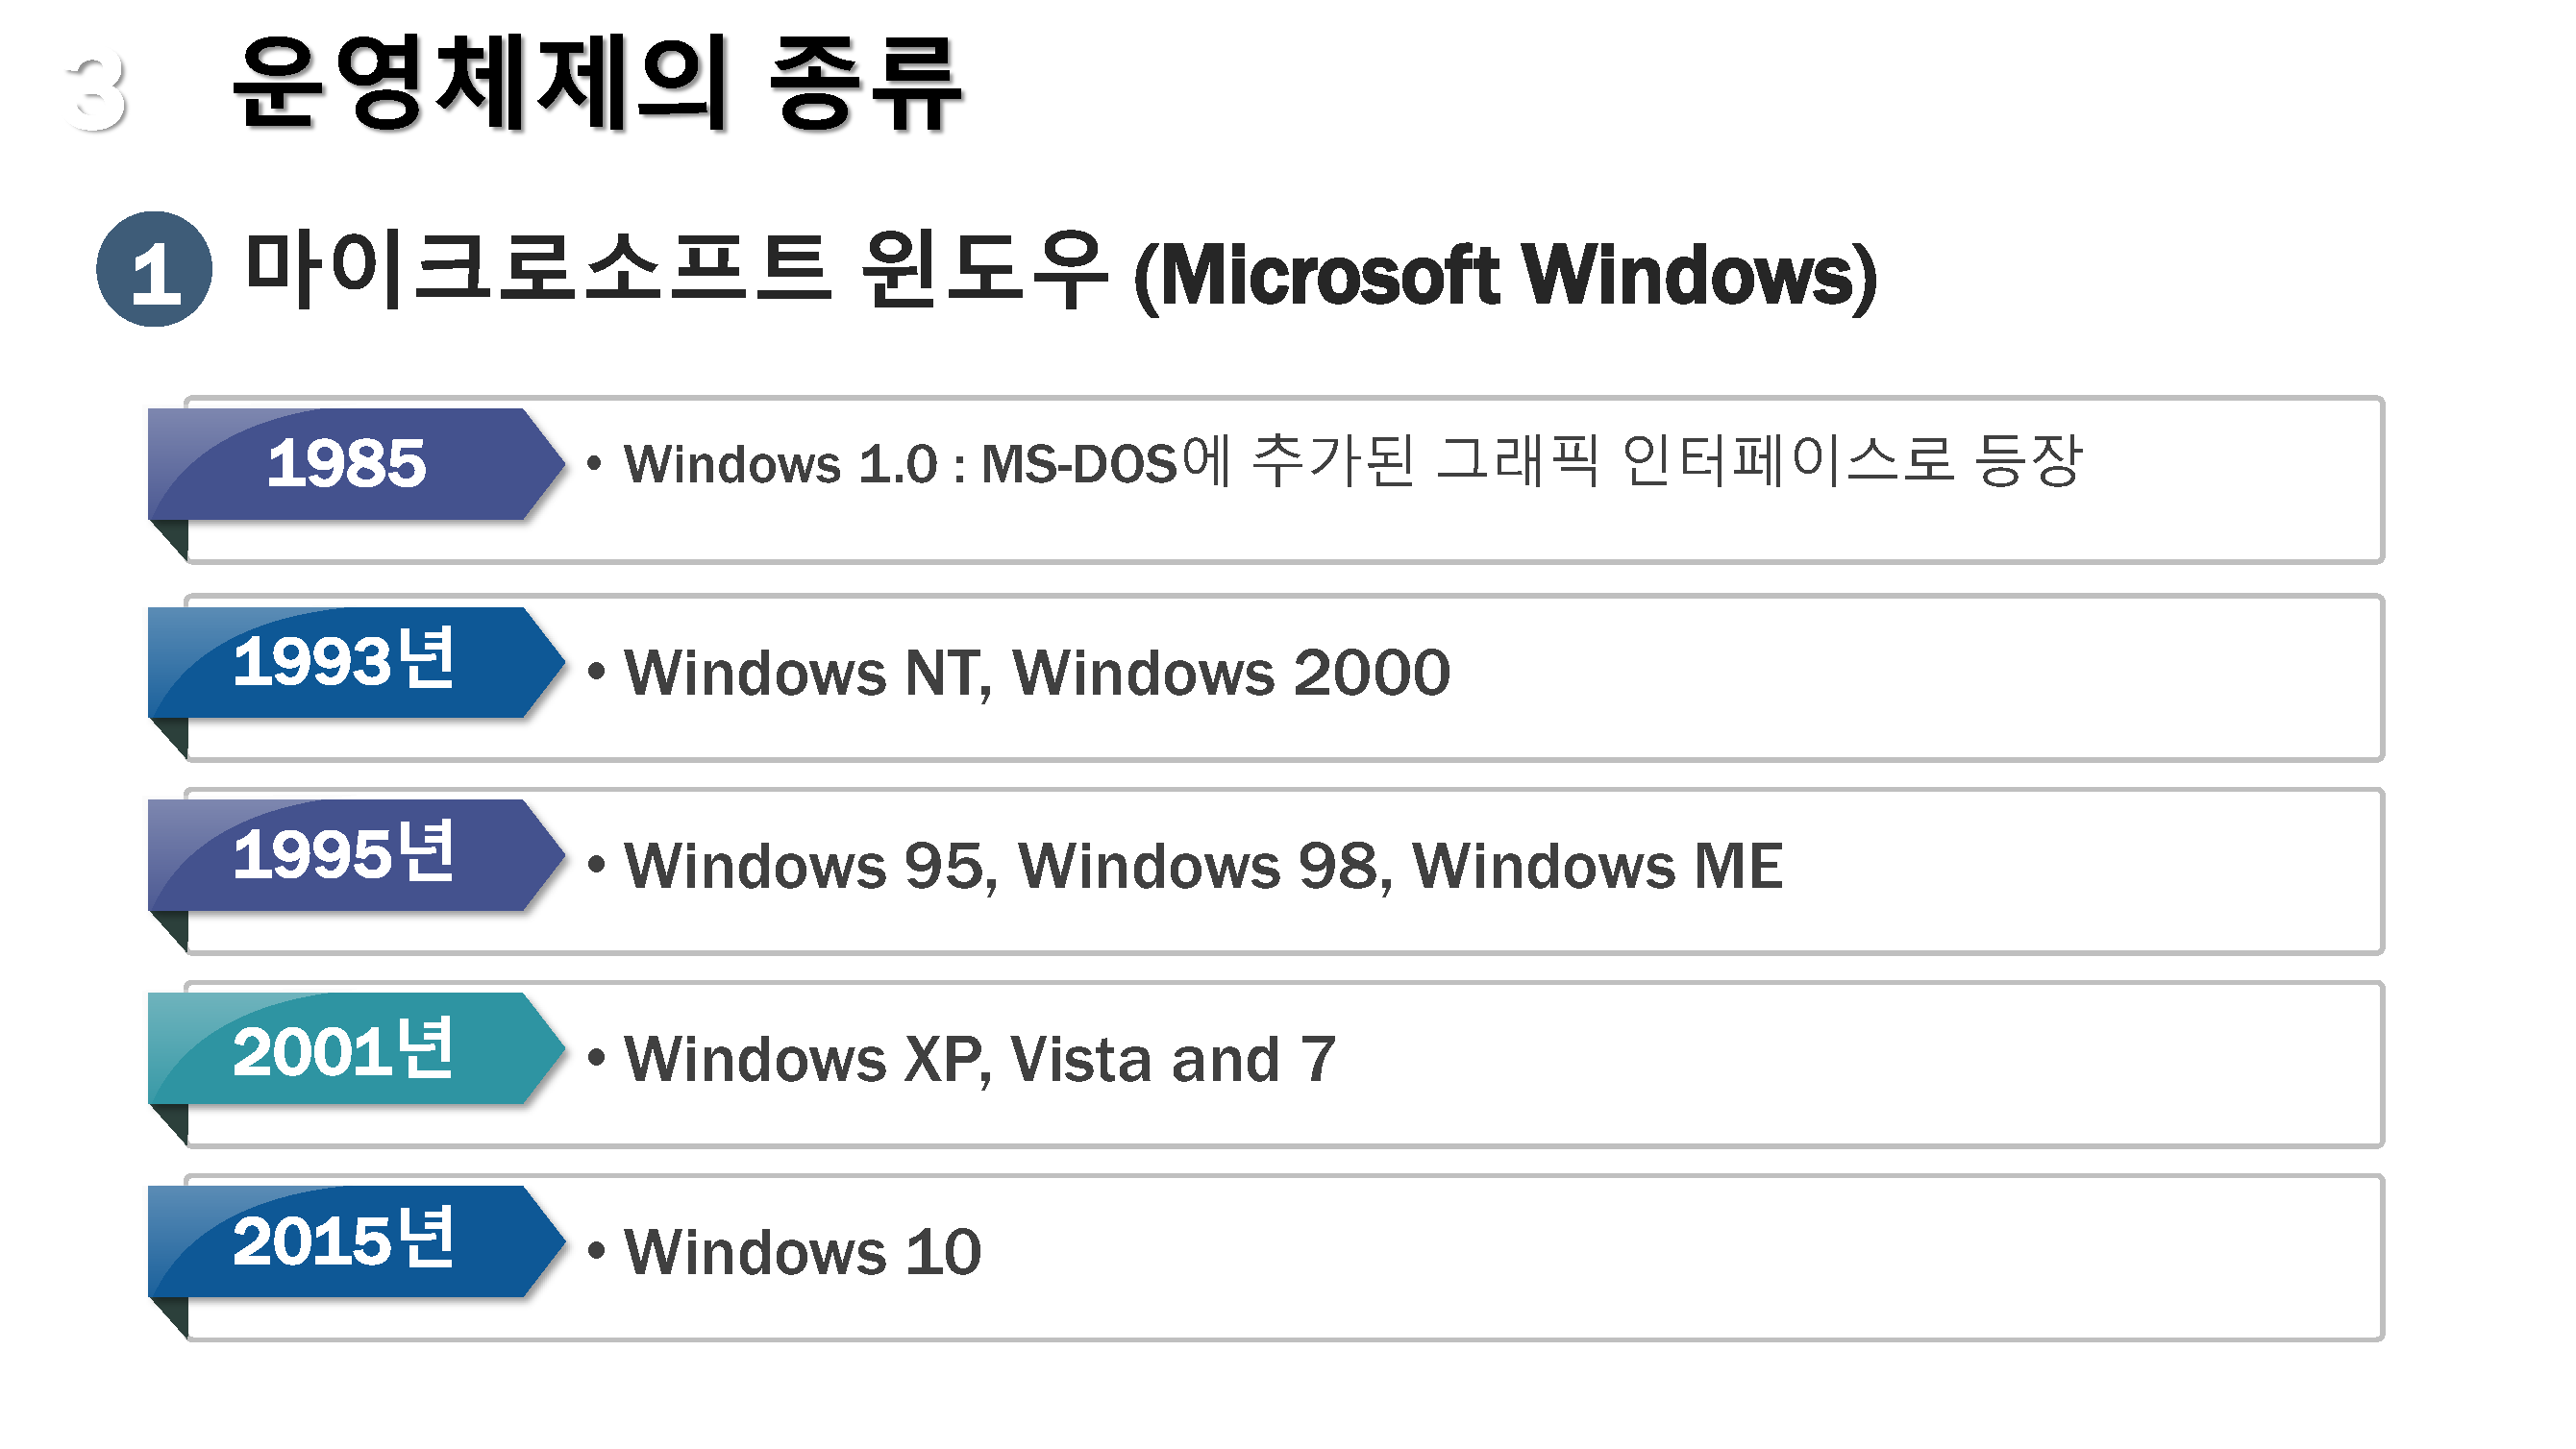 3 운영체제의 종류
1 마이크로소프트 윈도우 (Microsoft Windows)
1985
• Windows 1.0 : MS-DOS에 추가된 그래픽 인터페이스로 등장
1993년
• Windows NT, Windows 2000
1995년
• Windows 95, Windows 98, Windows ME
2001년
• Windows XP, Vista and 7
2015년
• Windows 10